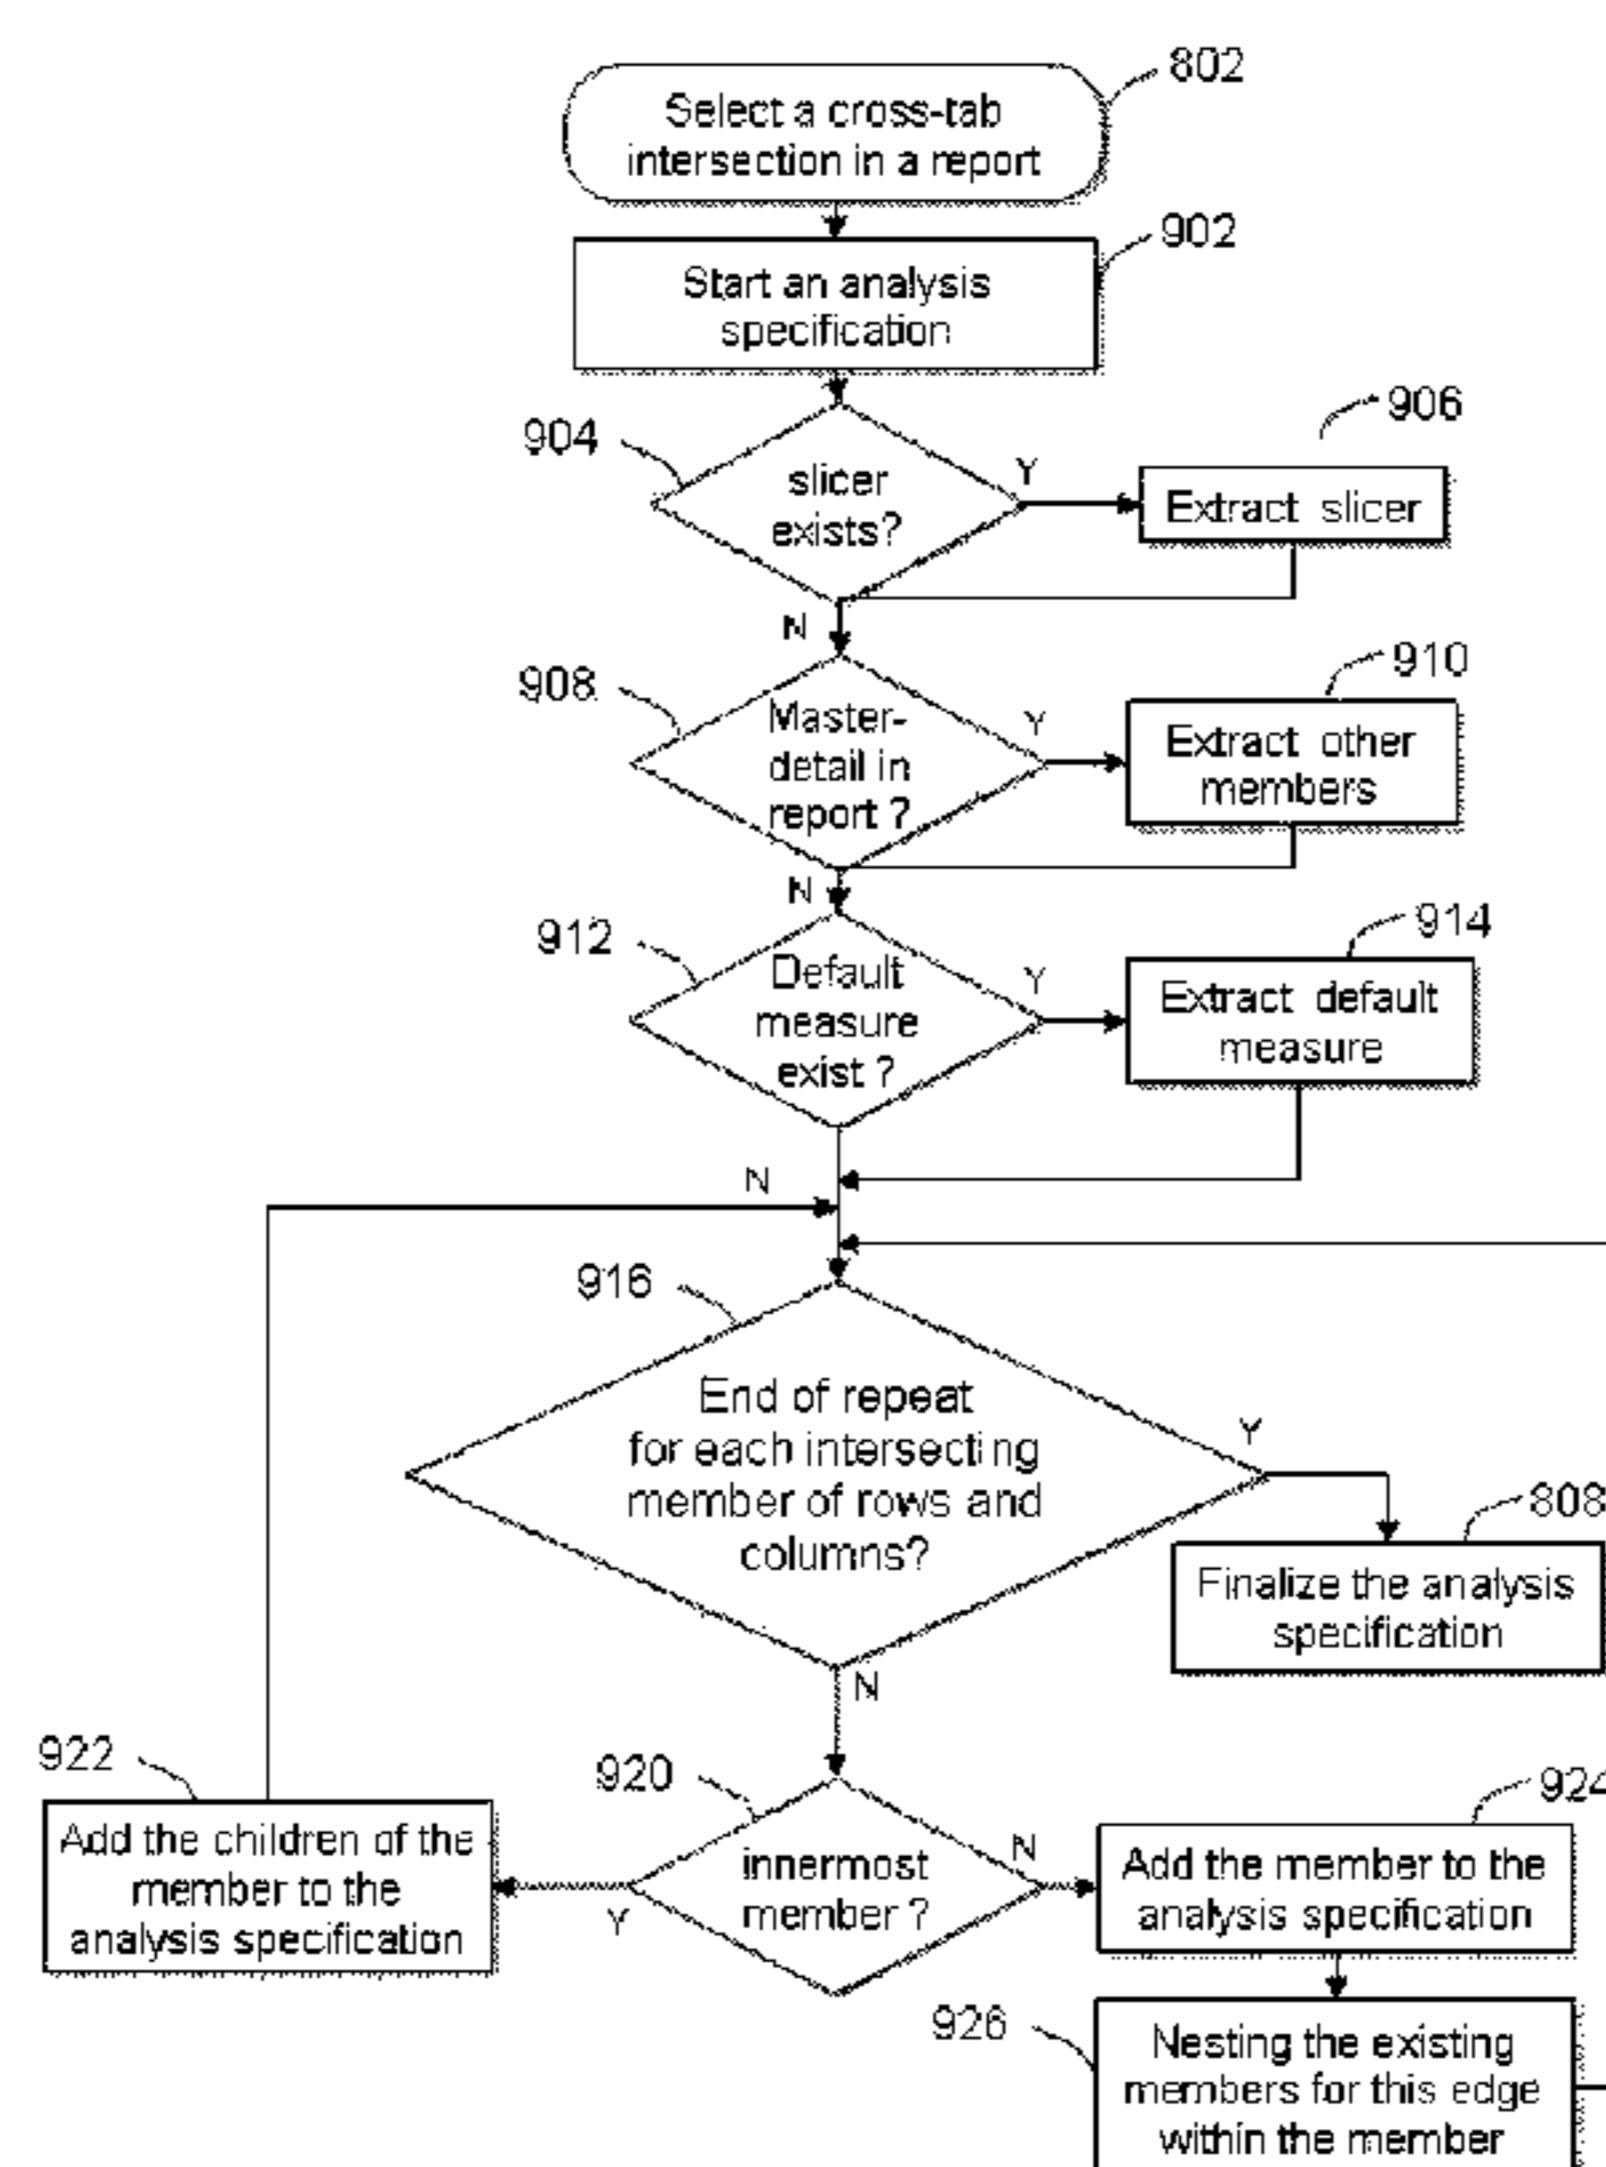 802
Select a cross-tab
intersection in a report
902
Start an analysis
specification
904
slicer
exists?
Y
906
Extract slicer
N
908
Master-
detail in
report ?
Y
910
Extract other
members
N
912
Default
measure
exist ?
Y
914
Extract default
measure
N
916
End of repeat
for each intersecting
member of rows and
columns?
Y
808
Finalize the analysis
specification
N
922
Add the children of the
member to the
analysis specification
920
innermost
member ?
Y
N
924
Add the member to the
analysis specification
926
Nesting the existing
members for this edge
within the member